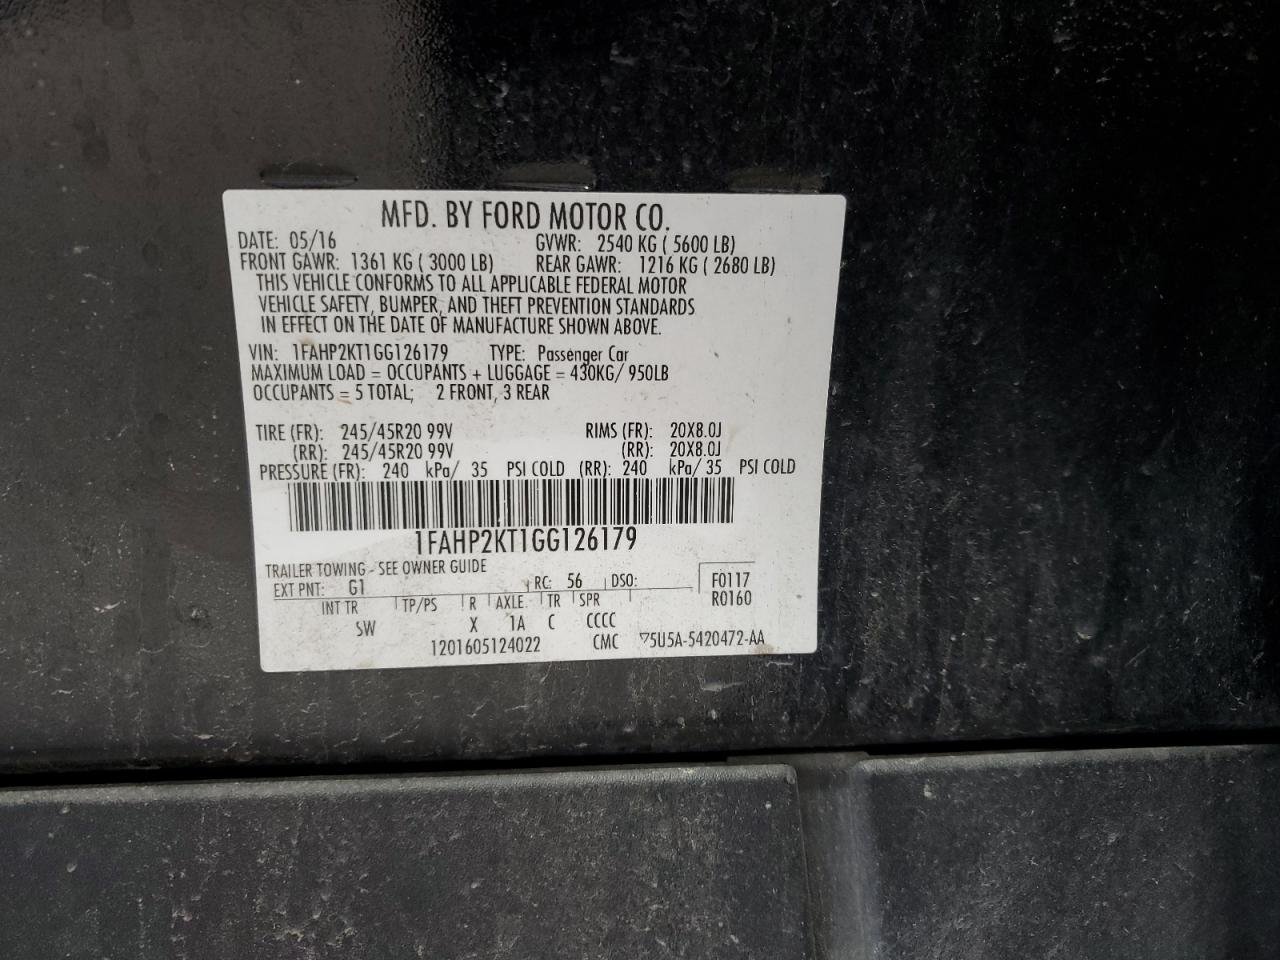 MFD. BY FORD MOTOR CO.
DATE: 05/16 GVWR: 2540 KG ( 5600 LB)
FRONT GAWR: 1361 KG ( 3000 LB) REAR GAWR: 1216 KG ( 2680 LB)
THIS VEHICLE CONFORMS TO ALL APPLICABLE FEDERAL MOTOR
VEHICLE SAFETY, BUMPER, AND THEFT PREVENTION STANDARDS
IN EFFECT ON THE DATE OF MANUFACTURE SHOWN ABOVE.
VIN: 1FAHP2KT1GG126179 TYPE: Passenger Car
MAXIMUM LOAD = OCCUPANTS + LUGGAGE = 430KG/ 950LB
OCCUPANTS = 5 TOTAL; 2 FRONT, 3 REAR
TIRE (FR): 245/45R20 99V RIMS (FR): 20X8.0J
(RR): 245/45R20 99V (RR): 20X8.0J
PRESSURE (FR): 240 kPa/ 35 PSI COLD (RR): 240 kPa/ 35 PSI COLD
1FAHP2KT1GG126179
TRAILER TOWING - SEE OWNER GUIDE
EXT PNT: G1 RC: 56 DSO: F0117
INT TR TP/PS R AXLE TR SPR R0160
SW X 1A C CCCC
1201605124022 CMC ▽5U5A-5420472-AA